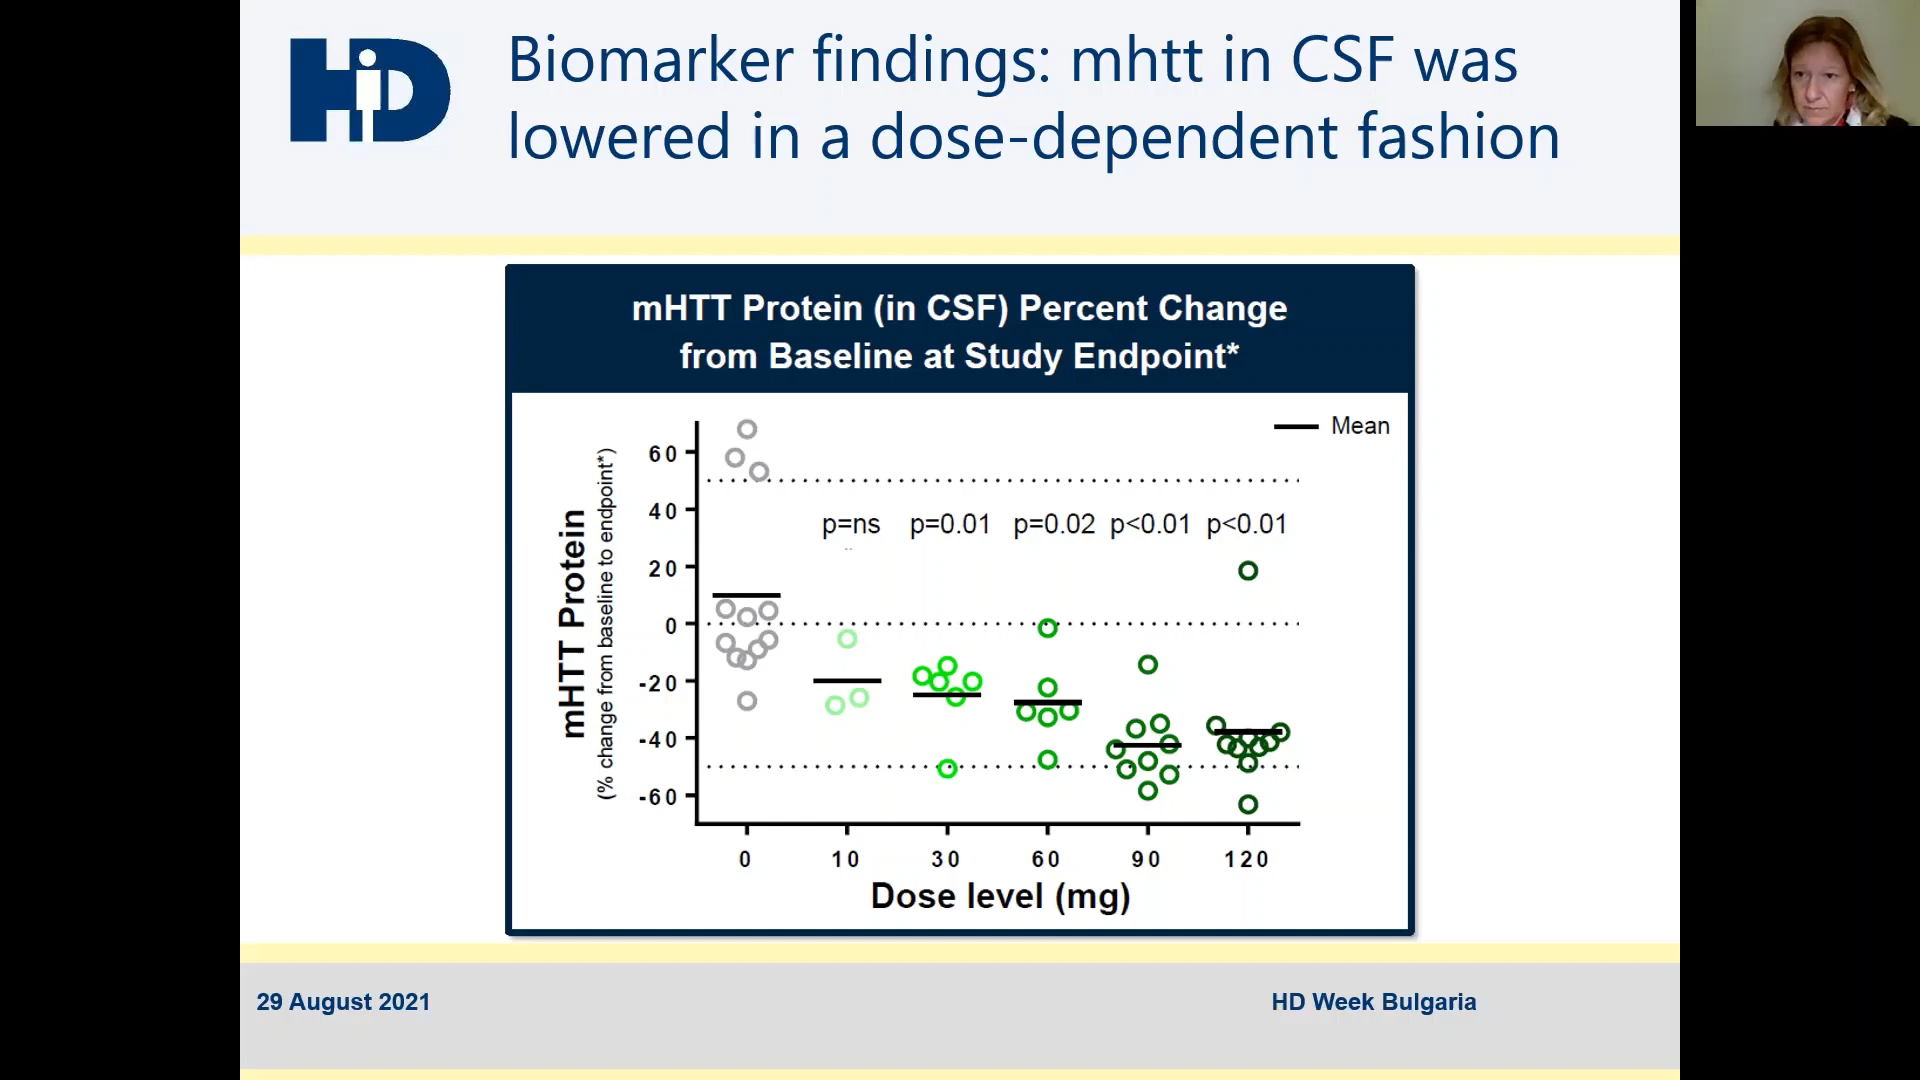 HD
Biomarker findings: mhtt in CSF was
lowered in a dose-dependent fashion
mHTT Protein (in CSF) Percent Change
from Baseline at Study Endpoint*
Mean
mHTT Protein
(% change from baseline to endpoint*)
60
40
20
0
-20
-40
-60
p=ns p=0.01 p=0.02 p<0.01 p<0.01
0 10 30 60 90 120
Dose level (mg)
29 August 2021
HD Week Bulgaria